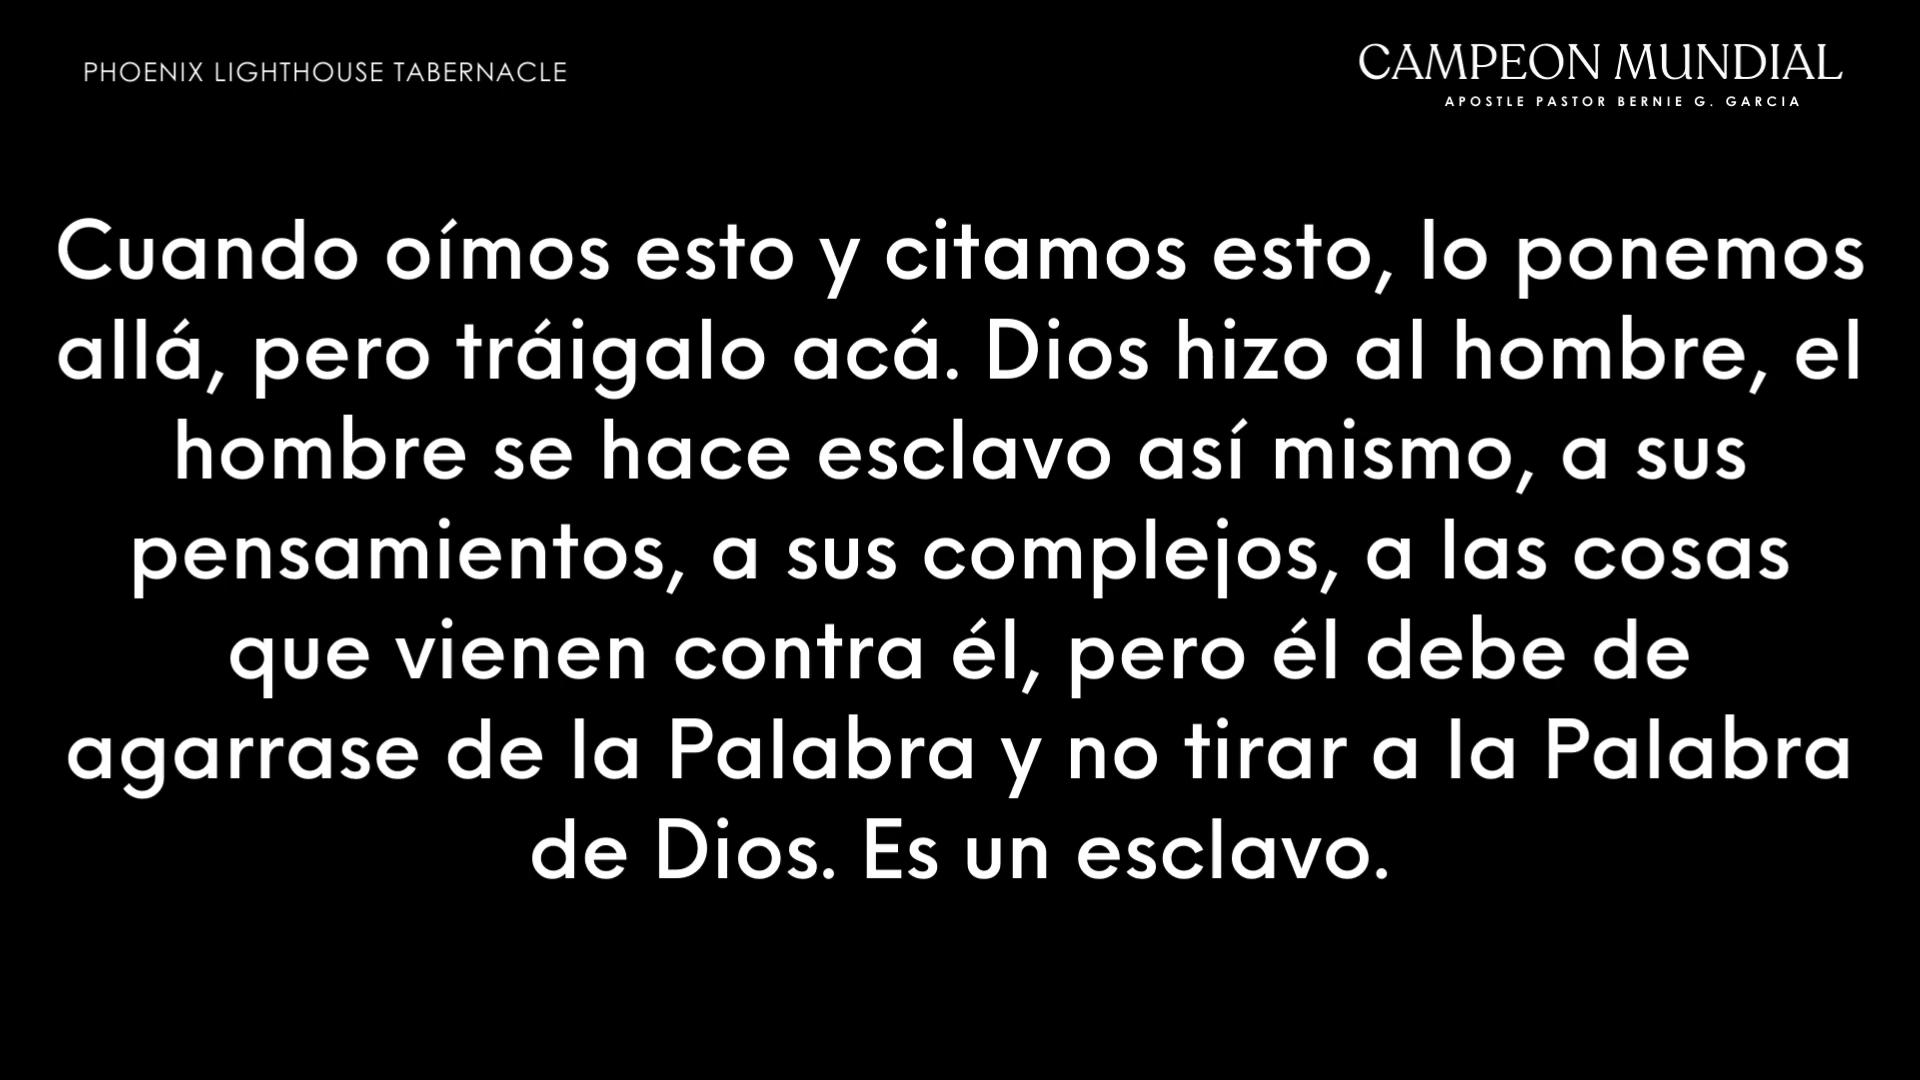 PHOENIX LIGHTHOUSE TABERNACLE
CAMPEON MUNDIAL
APOSTLE PASTOR BERNIE G. GARCIA
Cuando oímos esto y citamos esto, lo ponemos
allá, pero tráigalo acá. Dios hizo al hombre, el
hombre se hace esclavo así mismo, a sus
pensamientos, a sus complejos, a las cosas
que vienen contra él, pero él debe de
agarrase de la Palabra y no tirar a la Palabra
de Dios. Es un esclavo.